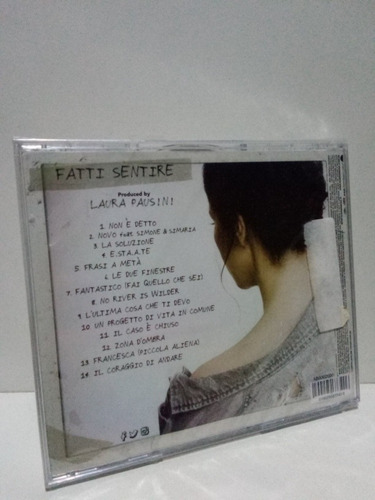 FATTI SENTIRE
Produced by
LAURA PAUSINI
1. NON È DETTO
2. NOVO feat. SIMONE & SIMARIA
3. LA SOLUZIONE
4. E.STA.A.TE
5. FRASI A METÀ
6. LE DUE FINESTRE
7. FANTASTICO (FAI QUELLO CHE SEI)
8. NO RIVER IS WILDER
9. L'ULTIMA COSA CHE TI DEVO
10. UN PROGETTO DI VITA IN COMUNE
11. IL CASO È CHIUSO
12. ZONA D'OMBRA
13. FRANCESCA (PICCOLA ALIENA)
14. IL CORAGGIO DI ANDARE